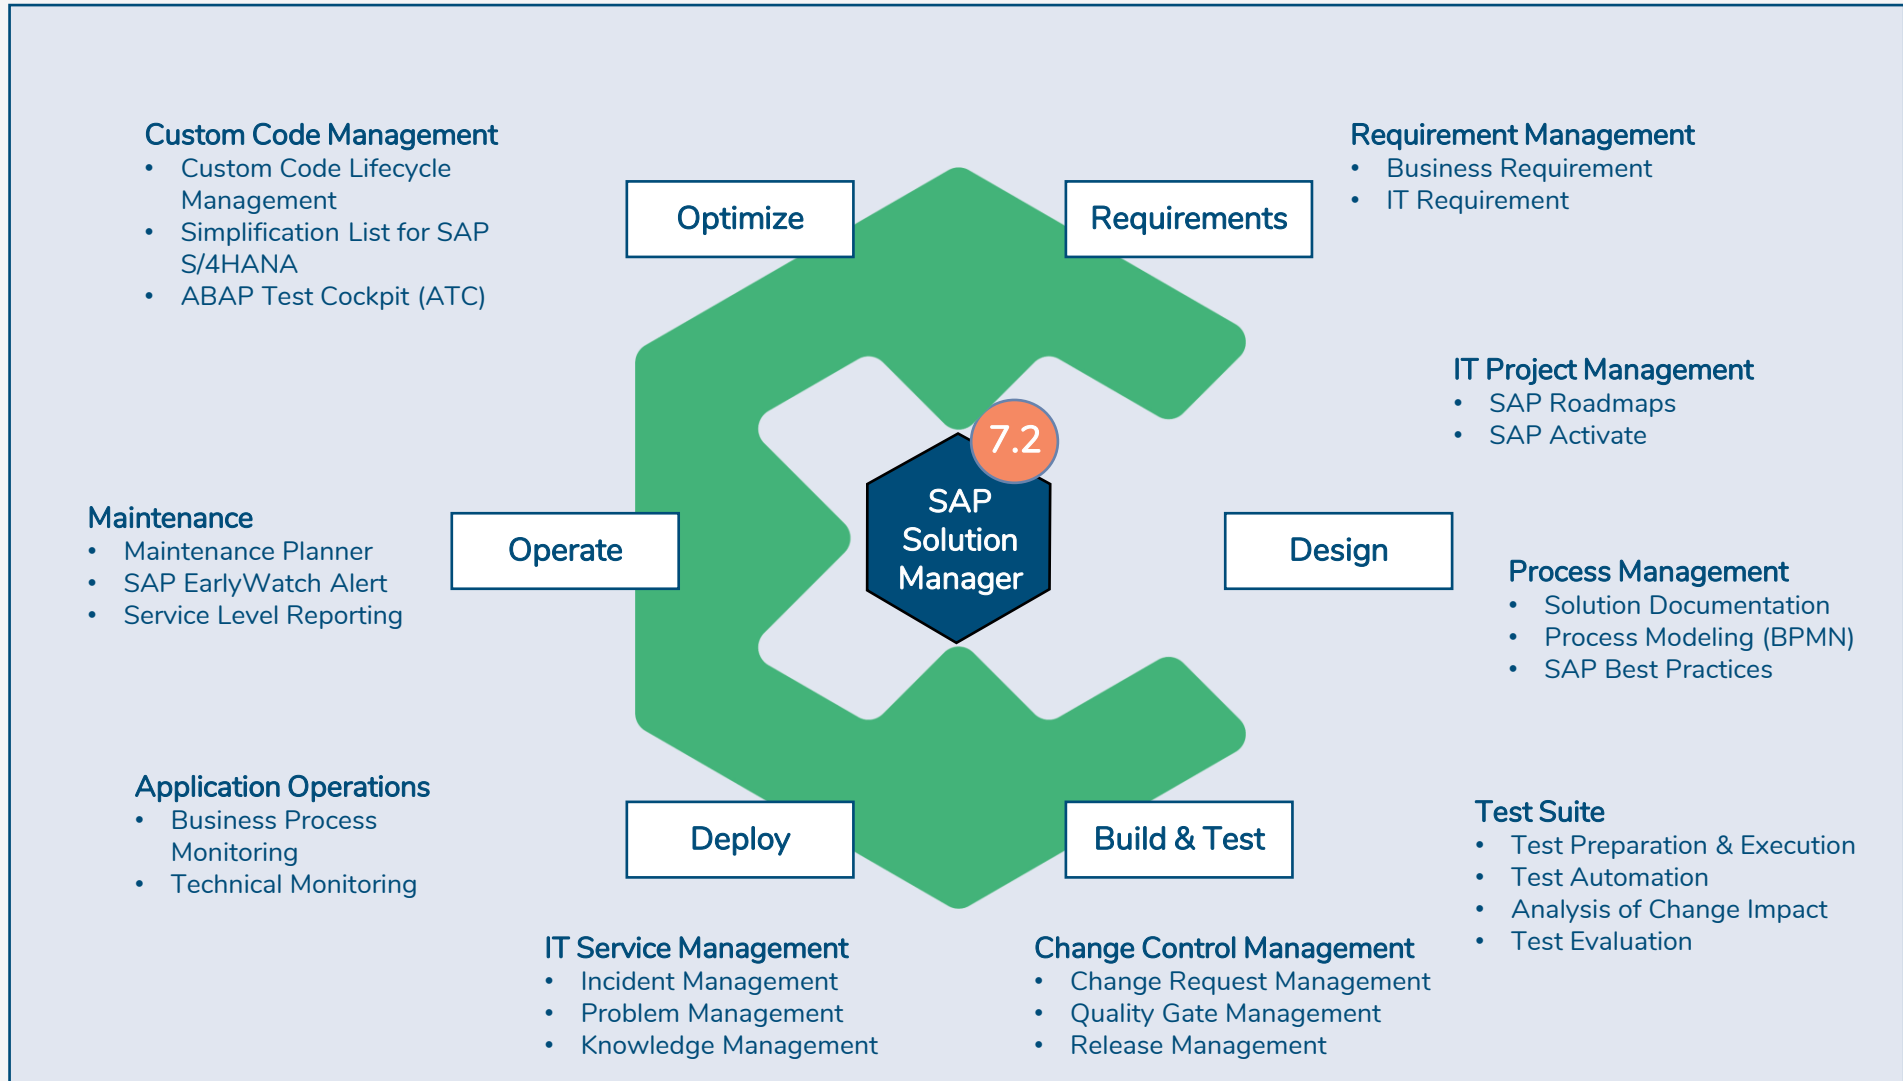 Custom Code Management
• Custom Code Lifecycle
Management
• Simplification List for SAP
S/4HANA
• ABAP Test Cockpit (ATC)
Optimize
Requirements
Requirement Management
• Business Requirement
• IT Requirement
IT Project Management
• SAP Roadmaps
• SAP Activate
7.2
SAP
Solution
Manager
Maintenance
• Maintenance Planner
• SAP EarlyWatch Alert
• Service Level Reporting
Operate
Design
Process Management
• Solution Documentation
• Process Modeling (BPMN)
• SAP Best Practices
Application Operations
• Business Process
Monitoring
• Technical Monitoring
Deploy
Build & Test
Test Suite
• Test Preparation & Execution
• Test Automation
• Analysis of Change Impact
• Test Evaluation
IT Service Management
• Incident Management
• Problem Management
• Knowledge Management
Change Control Management
• Change Request Management
• Quality Gate Management
• Release Management